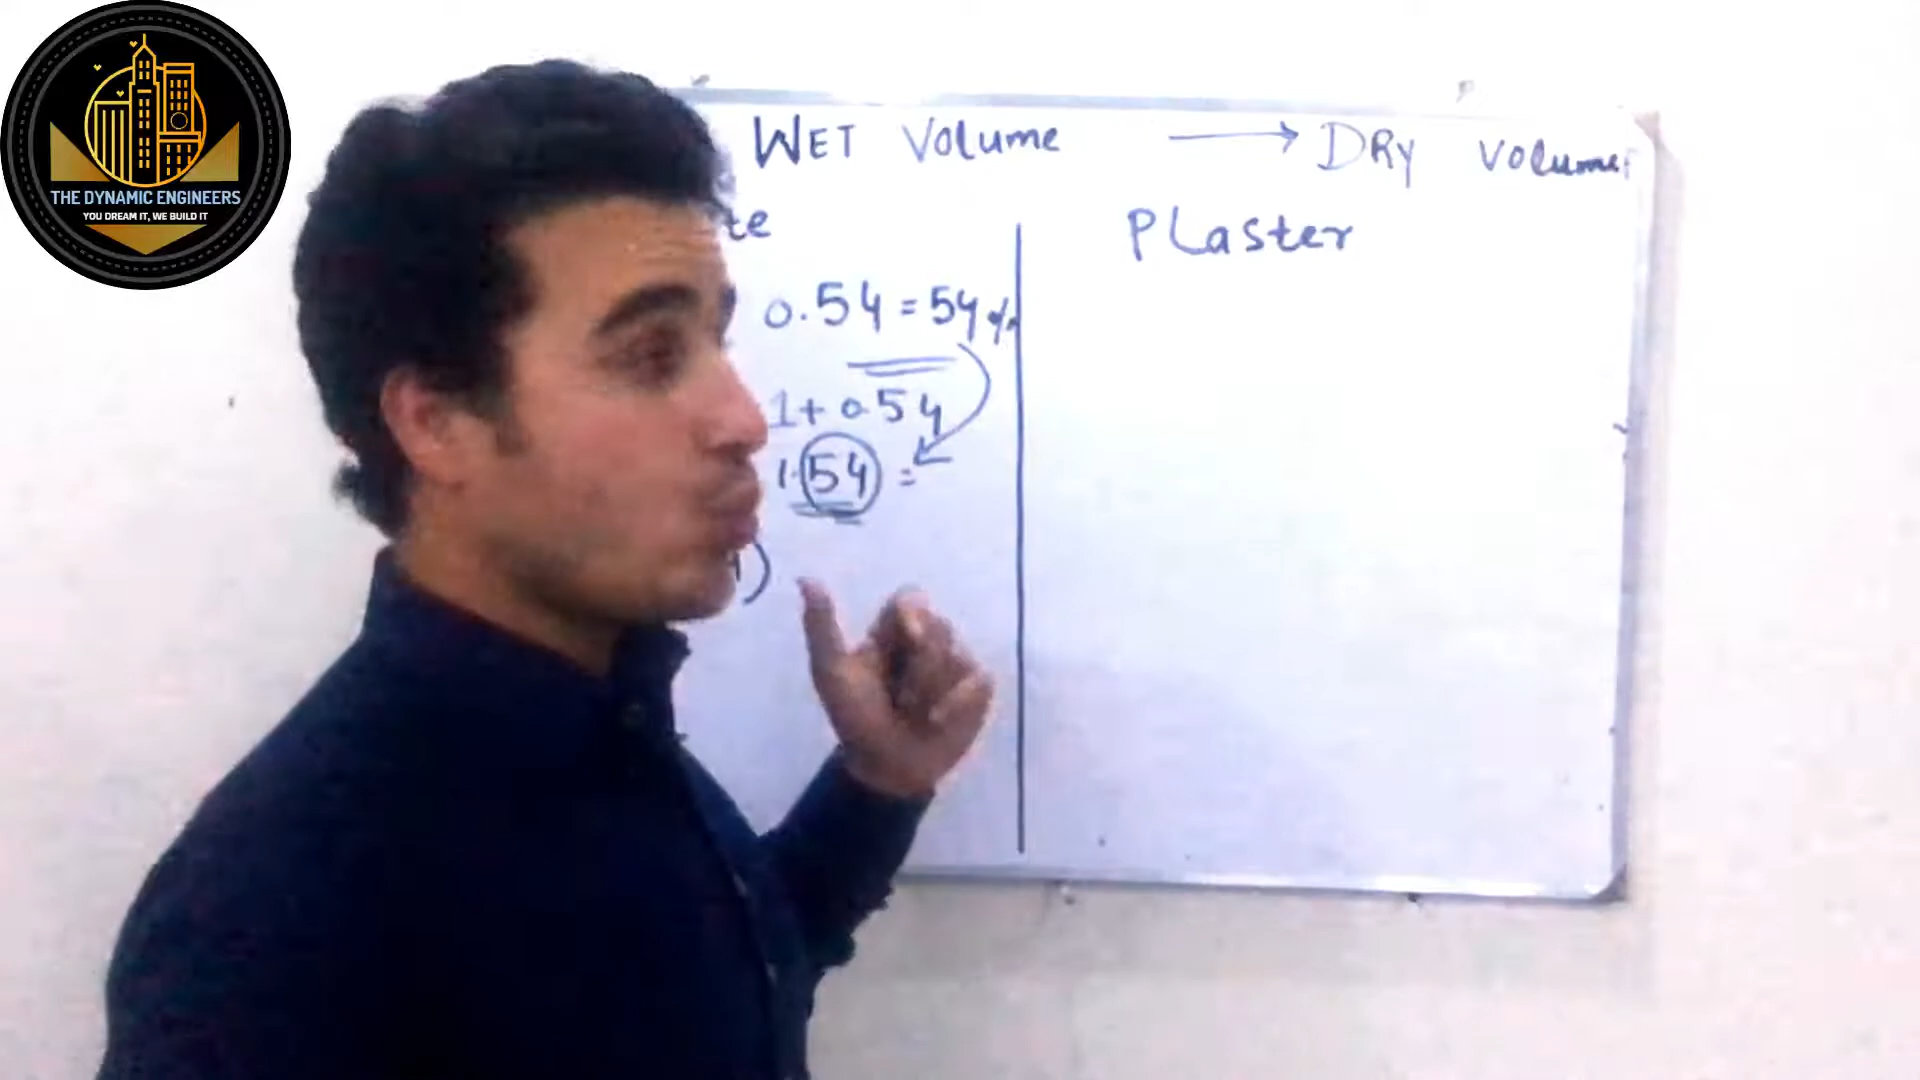 THE DYNAMIC ENGINEERS
YOU DREAM IT, WE BUILD IT
WET Volume → DRY Volume
te
0.54 = 54%
1 + 0.54
1.54 =
)
Plaster